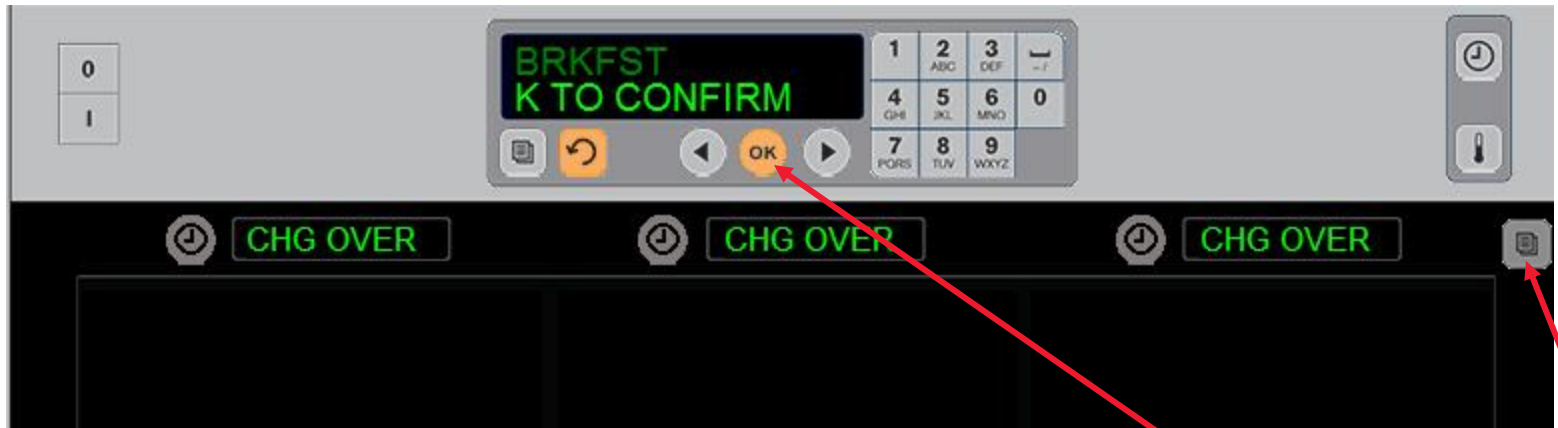 0
I
BRKFST
K TO CONFIRM
OK
1
2
ABC
3
DEF
- /
4
GHI
5
JKL
6
MNO
0
7
PQRS
8
TUV
9
WXYZ
CHG OVER
CHG OVER
CHG OVER